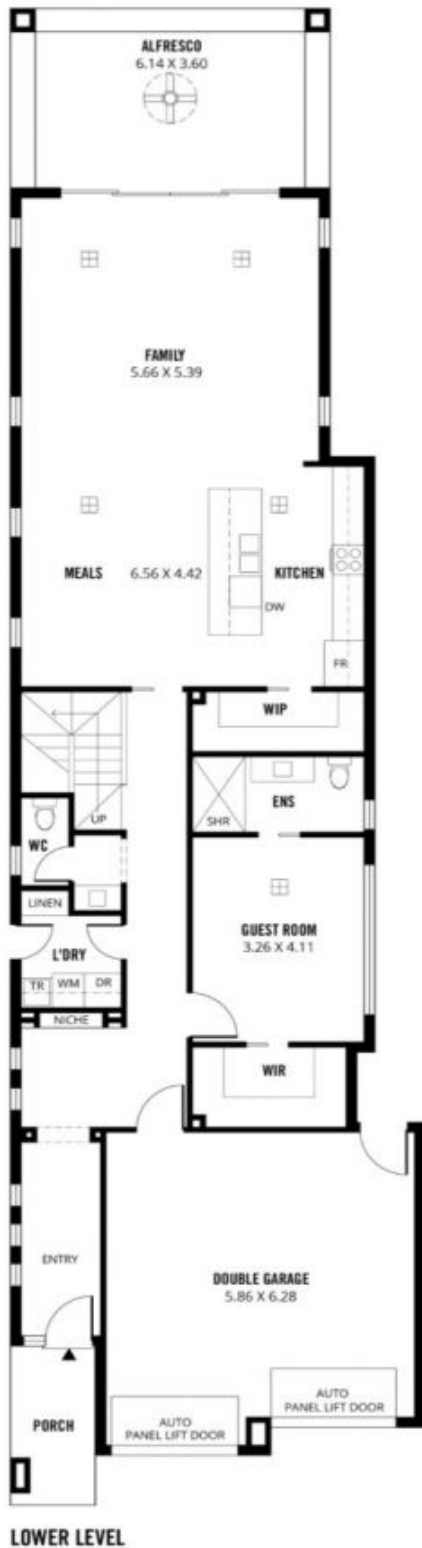 ALFRESCO
6.14 X 3.60
FAMILY
5.66 X 5.39
MEALS
6.56 X 4.42
KITCHEN
DW
FR
WIP
UP
SHR
ENS
WC
LINEN
GUEST ROOM
3.26 X 4.11
L'DRY
TR
WM
DR
NICHE
WIR
ENTRY
DOUBLE GARAGE
5.86 X 6.28
AUTO
PANEL LIFT DOOR
PORCH
AUTO
PANEL LIFT DOOR
LOWER LEVEL